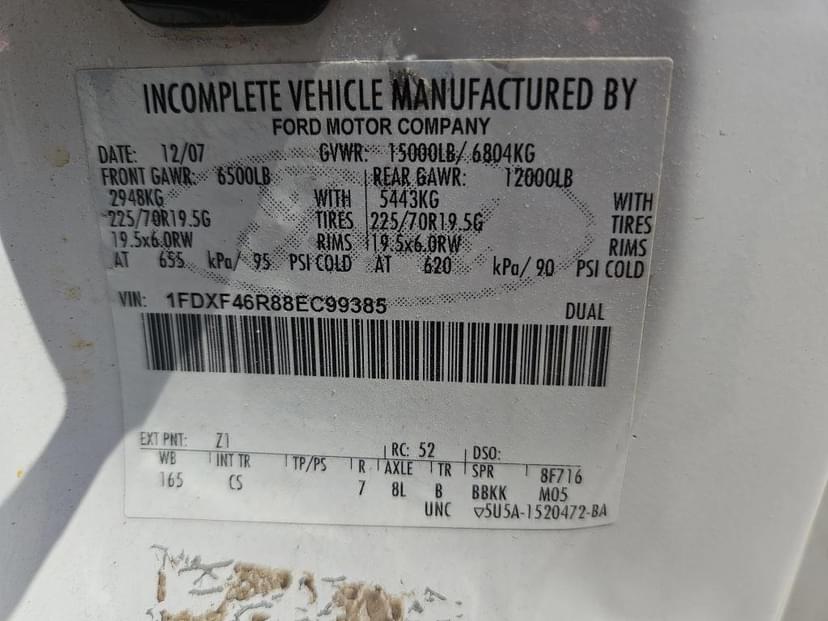 INCOMPLETE VEHICLE MANUFACTURED BY
FORD MOTOR COMPANY
DATE: 12/07 GVWR: 15000LB/ 6804KG
FRONT GAWR: 6500LB REAR GAWR: 12000LB
2948KG WITH 5443KG WITH
225/70R19.5G TIRES 225/70R19.5G TIRES
19.5x6.0RW RIMS 19.5x6.0RW RIMS
AT 655 kPa/ 95 PSI COLD AT 620 kPa/ 90 PSI COLD
VIN: 1FDXF46R88EC99385 DUAL
EXT PNT: Z1 RC: 52 DSO:
WB INT TR TP/PS R AXLE TR SPR 8F716
165 CS 7 8L B BBKK M05
UNC ▽5U5A-1520472-BA